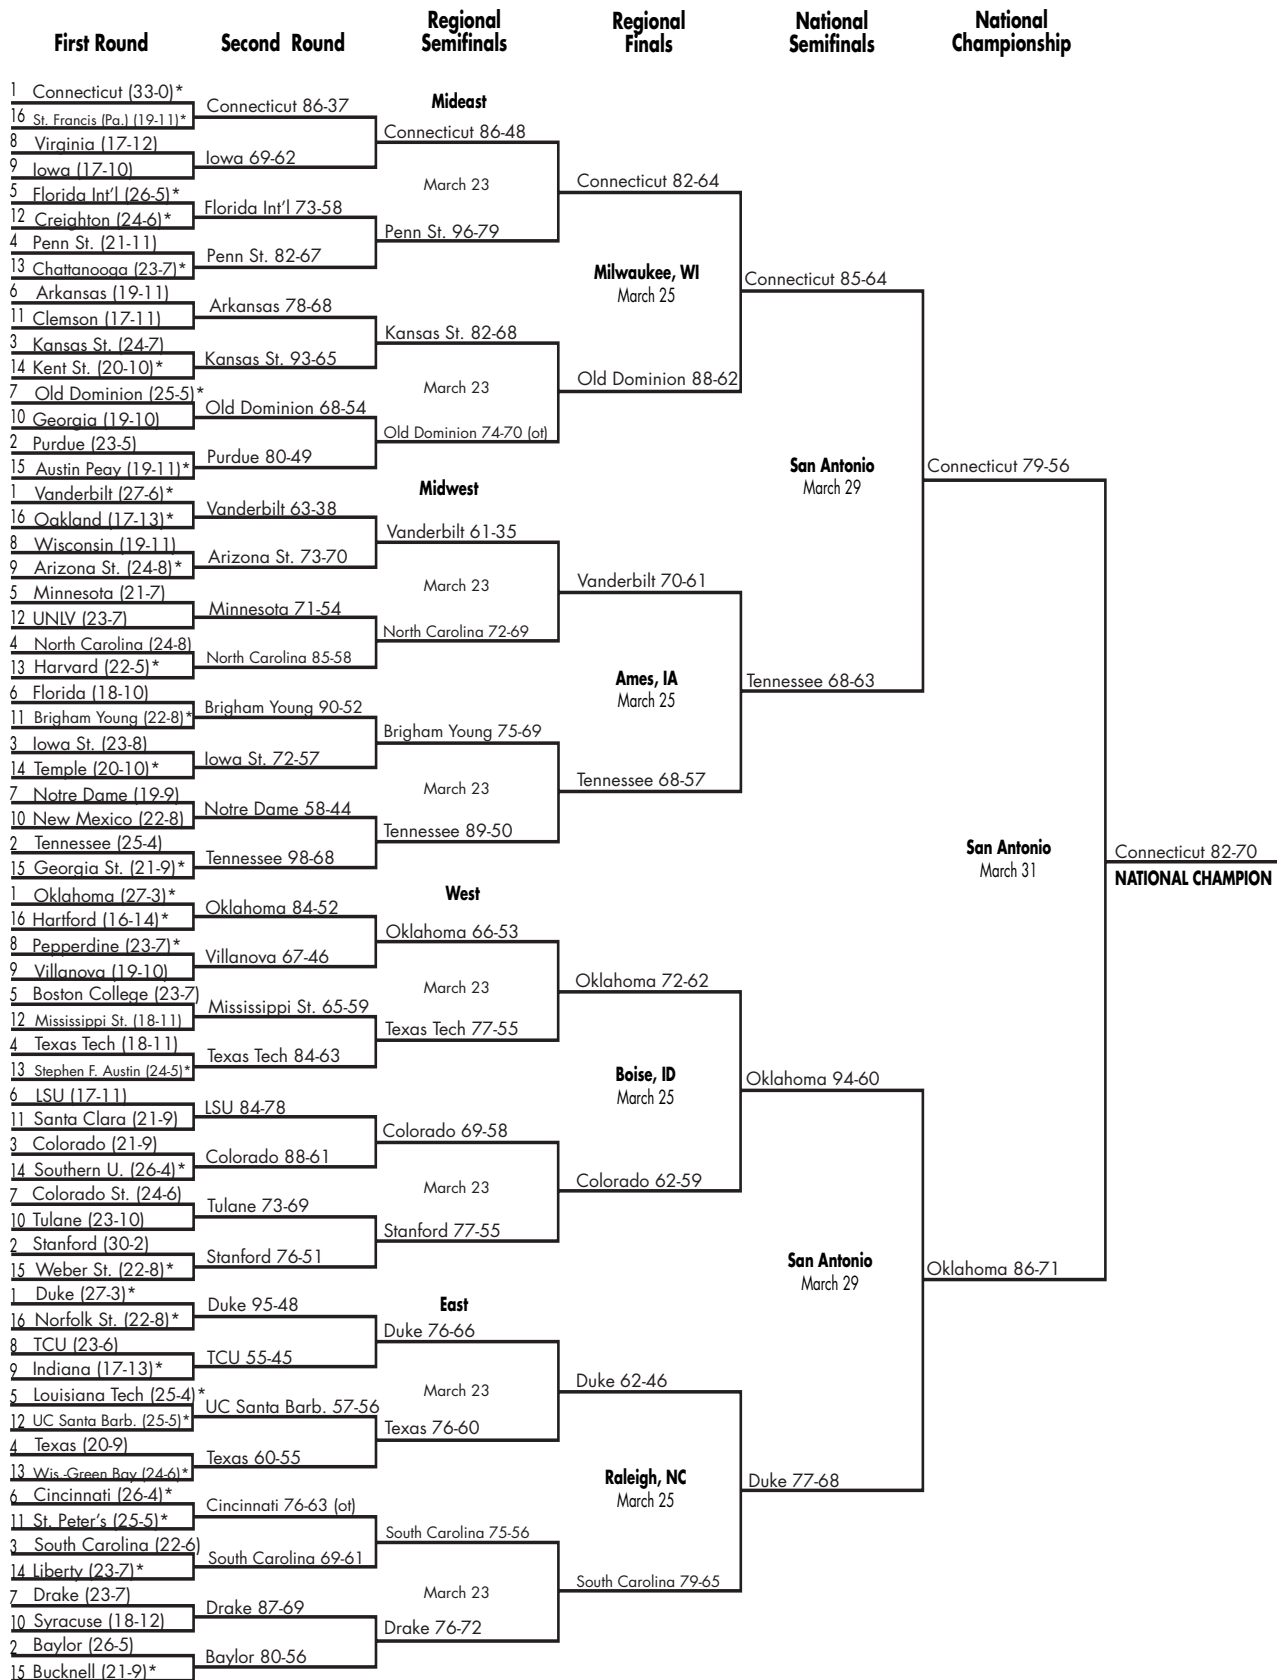 First Round
Second Round
Regional
Semifinals
Regional
Finals
National
Semifinals
National
Championship
1 Connecticut (33-0)*
16 St. Francis (Pa.) (19-11)*
8 Virginia (17-12)
9 Iowa (17-10)
5 Florida Int'l (26-5)*
12 Creighton (24-6)*
4 Penn St. (21-11)
13 Chattanooga (23-7)*
6 Arkansas (19-11)
11 Clemson (17-11)
3 Kansas St. (24-7)
14 Kent St. (20-10)*
7 Old Dominion (25-5)*
10 Georgia (19-10)
2 Purdue (23-5)
15 Austin Peay (19-11)*
1 Vanderbilt (27-6)*
16 Oakland (17-13)*
8 Wisconsin (19-11)
9 Arizona St. (24-8)*
5 Minnesota (21-7)
12 UNLV (23-7)
4 North Carolina (24-8)
13 Harvard (22-5)*
6 Florida (18-10)
11 Brigham Young (22-8)*
3 Iowa St. (23-8)
14 Temple (20-10)*
7 Notre Dame (19-9)
10 New Mexico (22-8)
2 Tennessee (25-4)
15 Georgia St. (21-9)*
1 Oklahoma (27-3)*
16 Hartford (16-14)*
8 Pepperdine (23-7)*
9 Villanova (19-10)
5 Boston College (23-7)
12 Mississippi St. (18-11)
4 Texas Tech (18-11)
13 Stephen F. Austin (24-5)*
6 LSU (17-11)
11 Santa Clara (21-9)
3 Colorado (21-9)
14 Southern U. (26-4)*
7 Colorado St. (24-6)
10 Tulane (23-10)
2 Stanford (30-2)
15 Weber St. (22-8)*
1 Duke (27-3)*
16 Norfolk St. (22-8)*
8 TCU (23-6)
9 Indiana (17-13)*
5 Louisiana Tech (25-4)*
12 UC Santa Barb. (25-5)*
4 Texas (20-9)
13 Wis.-Green Bay (24-6)*
6 Cincinnati (26-4)*
11 St. Peter's (25-5)*
3 South Carolina (22-6)
14 Liberty (23-7)*
7 Drake (23-7)
10 Syracuse (18-12)
2 Baylor (26-5)
15 Bucknell (21-9)*
Connecticut 86-37
Iowa 69-62
Florida Int'l 73-58
Penn St. 82-67
Arkansas 78-68
Kansas St. 93-65
Old Dominion 68-54
Purdue 80-49
Vanderbilt 63-38
Arizona St. 73-70
Minnesota 71-54
North Carolina 85-58
Brigham Young 90-52
Iowa St. 72-57
Notre Dame 58-44
Tennessee 98-68
Oklahoma 84-52
Villanova 67-46
Mississippi St. 65-59
Texas Tech 84-63
LSU 84-78
Colorado 88-61
Tulane 73-69
Stanford 76-51
Duke 95-48
TCU 55-45
UC Santa Barb. 57-56
Texas 60-55
Cincinnati 76-63 (ot)
South Carolina 69-61
Drake 87-69
Baylor 80-56
Mideast
Connecticut 86-48
March 23
Penn St. 96-79
Kansas St. 82-68
March 23
Old Dominion 74-70 (ot)
Midwest
Vanderbilt 61-35
March 23
North Carolina 72-69
Brigham Young 75-69
March 23
Tennessee 89-50
West
Oklahoma 66-53
March 23
Texas Tech 77-55
Colorado 69-58
March 23
Stanford 77-55
East
Duke 76-66
March 23
Texas 76-60
South Carolina 75-56
March 23
Drake 76-72
Connecticut 82-64
Milwaukee, WI
March 25
Old Dominion 88-62
Vanderbilt 70-61
Ames, IA
March 25
Tennessee 68-57
Oklahoma 72-62
Boise, ID
March 25
Colorado 62-59
Duke 62-46
Raleigh, NC
March 25
South Carolina 79-65
Connecticut 85-64
San Antonio
March 29
Tennessee 68-63
Oklahoma 94-60
San Antonio
March 29
Duke 77-68
Connecticut 79-56
San Antonio
March 31
Oklahoma 86-71
Connecticut 82-70
NATIONAL CHAMPION